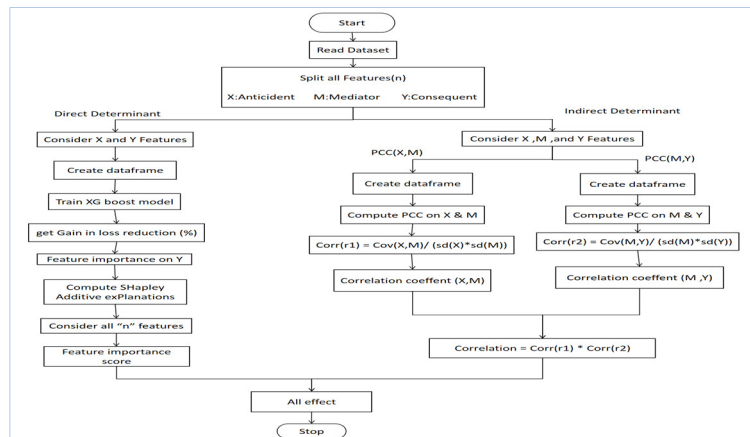 Start
Read Dataset
Split all Features(n)
X:Anticident M:Mediator Y:Consequent
Direct Determinant
Indirect Determinant
Consider X and Y Features
Create dataframe
Train XG boost model
get Gain in loss reduction (%)
Feature importance on Y
Compute SHapley
Additive exPlanations
Consider all “n” features
Feature importance
score
Consider X ,M ,and Y Features
PCC(X,M)
PCC(M,Y)
Create dataframe
Compute PCC on X & M
Corr(r1) = Cov(X,M)/ (sd(X)*sd(M))
Correlation coeffent (X,M)
Create dataframe
Compute PCC on M & Y
Corr(r2) = Cov(M,Y)/ (sd(M)*sd(Y))
Correlation coeffent (M ,Y)
Correlation = Corr(r1) * Corr(r2)
All effect
Stop